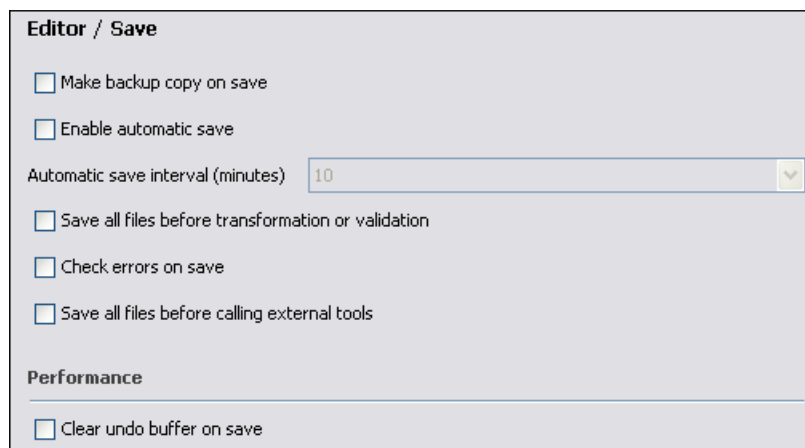 Editor / Save
Make backup copy on save
Enable automatic save
Automatic save interval (minutes) 10
Save all files before transformation or validation
Check errors on save
Save all files before calling external tools
Performance
Clear undo buffer on save